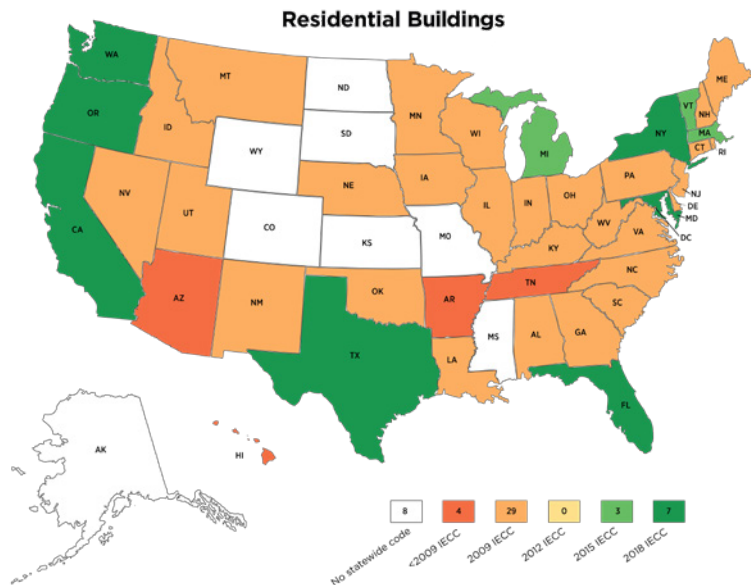 Residential Buildings
WA
ME
MT
ND
VT
OR
MN
NH
ID
SD
WI
NY
MA
WY
MI
CT
RI
IA
PA
NV
NE
NJ
OH
UT
IL
IN
DE
CO
WV
MD
CA
KS
MO
VA
KY
DC
NC
TN
AZ
OK
NM
AR
SC
MS
AL
GA
TX
LA
FL
AK
HI
8
4
29
0
3
7
No statewide code
<2009 IECC
2009 IECC
2012 IECC
2015 IECC
2018 IECC